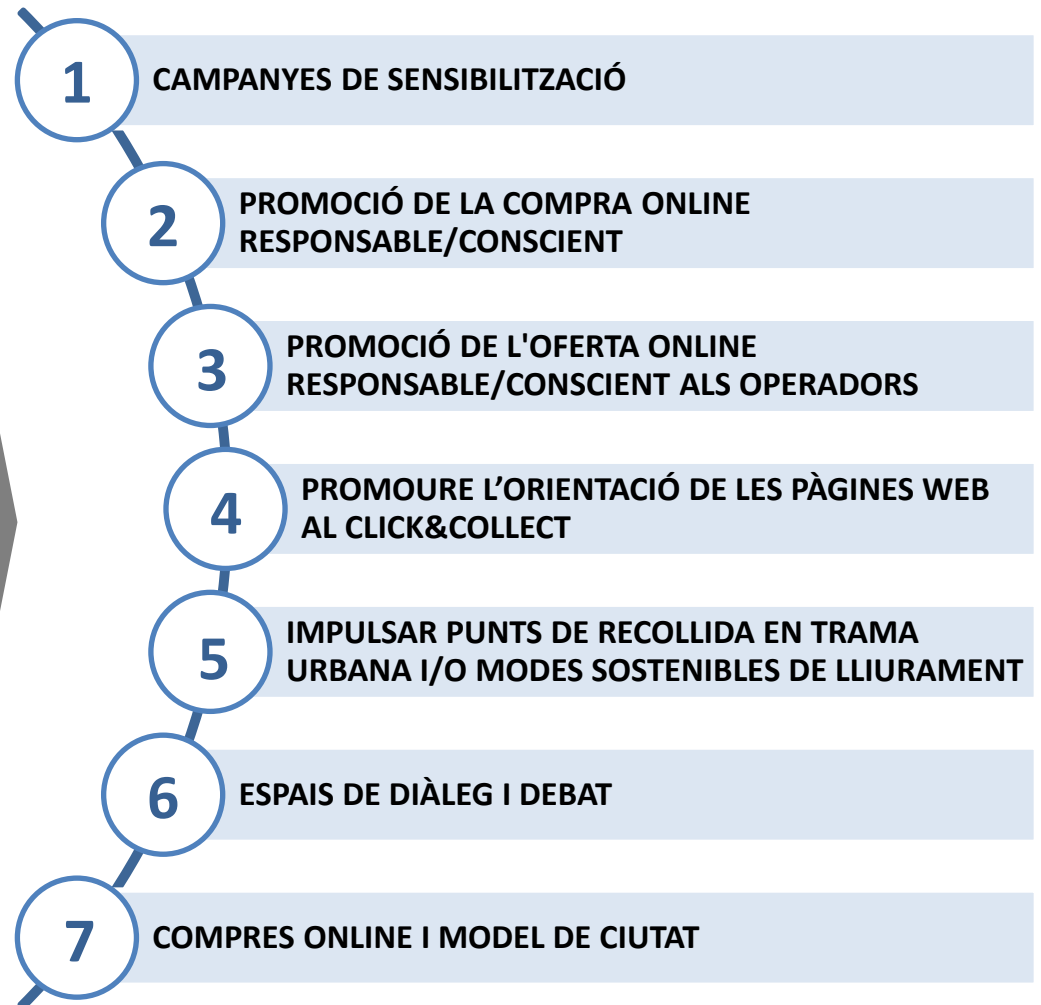 1
CAMPANYES DE SENSIBILITZACIÓ
2
PROMOCIÓ DE LA COMPRA ONLINE
RESPONSABLE/CONSCIENT
3
PROMOCIÓ DE L'OFERTA ONLINE
RESPONSABLE/CONSCIENT ALS OPERADORS
4
PROMOURE L’ORIENTACIÓ DE LES PÀGINES WEB
AL CLICK&COLLECT
5
IMPULSAR PUNTS DE RECOLLIDA EN TRAMA
URBANA I/O MODES SOSTENIBLES DE LLIURAMENT
6
ESPAIS DE DIÀLEG I DEBAT
7
COMPRES ONLINE I MODEL DE CIUTAT